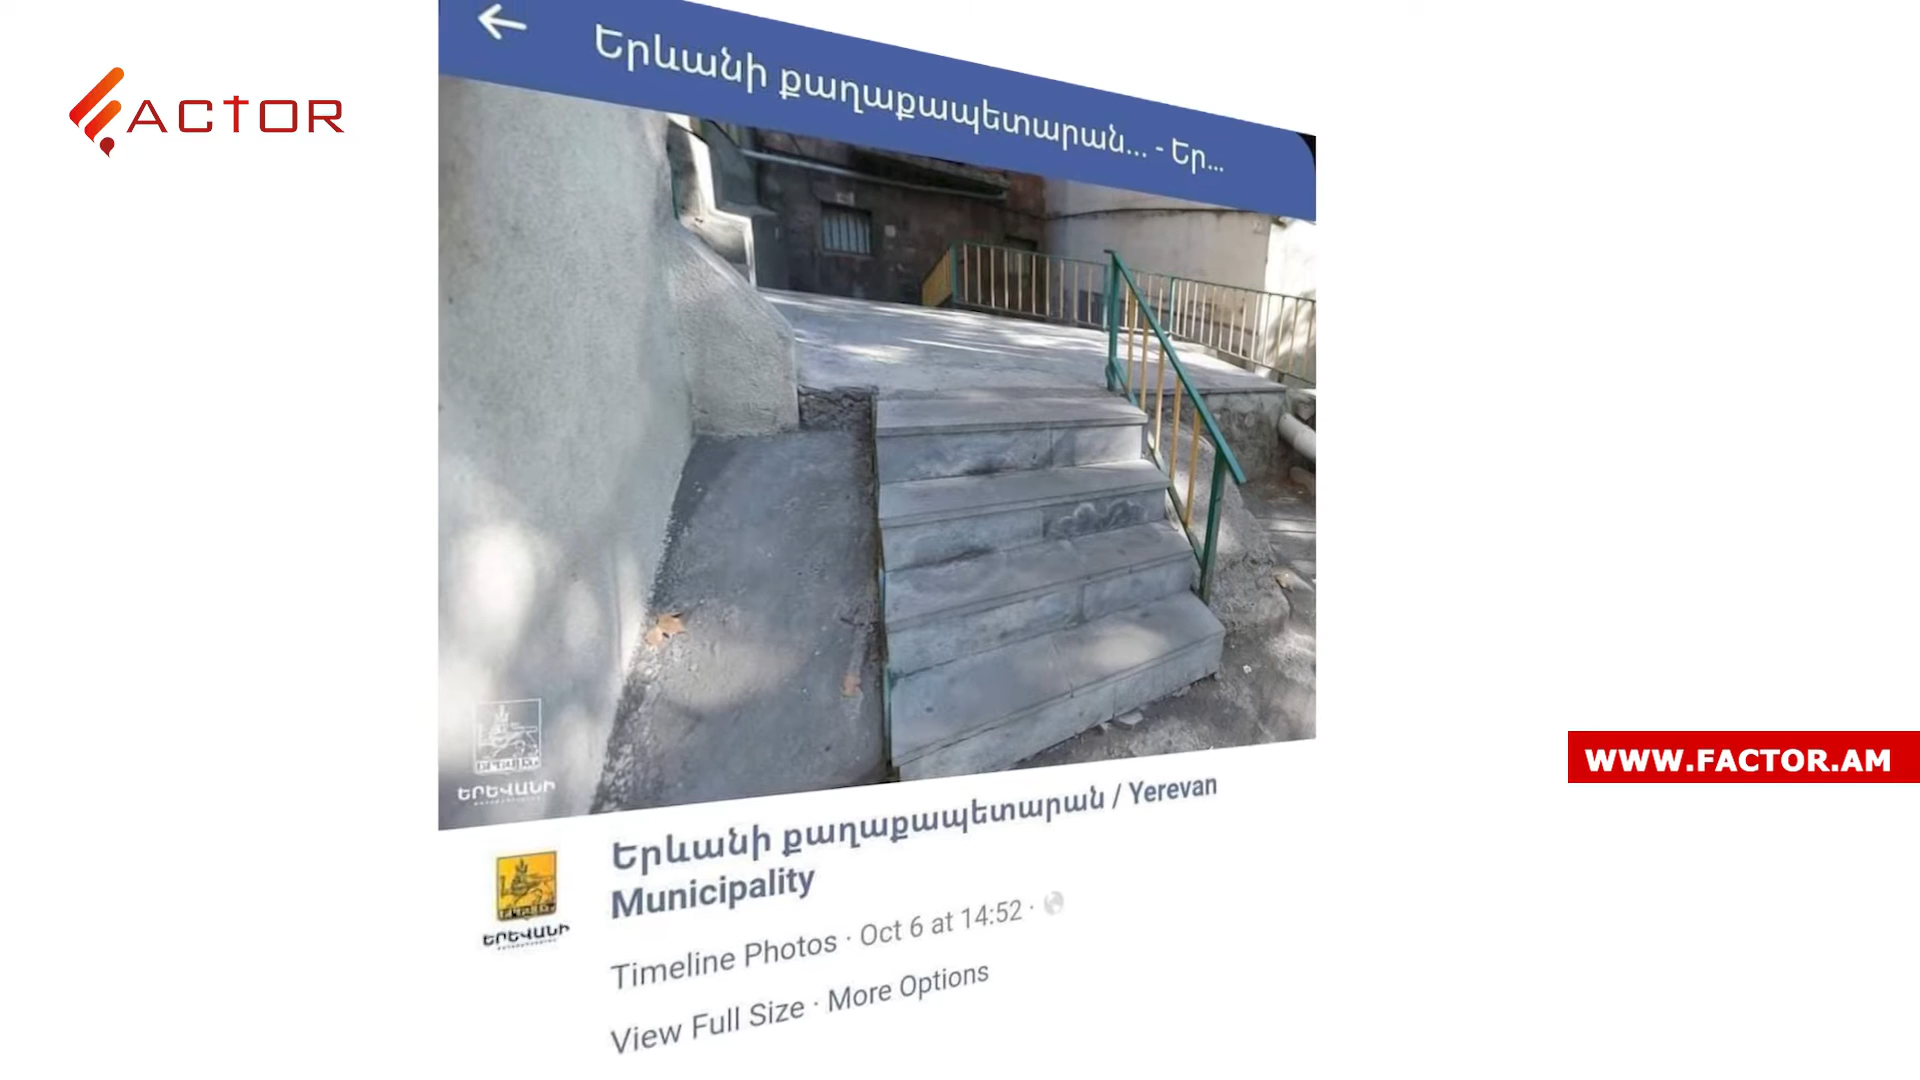 ACTOR
Երևանի քաղաքապետարան... - Եր...
ԵՐԵՎԱՆԻ
Երևանի քաղաքապետարան / Yerevan
Municipality
ԵՐԵՎԱՆԻ
Timeline Photos · Oct 6 at 14:52 ·
View Full Size · More Options
WWW.FACTOR.AM